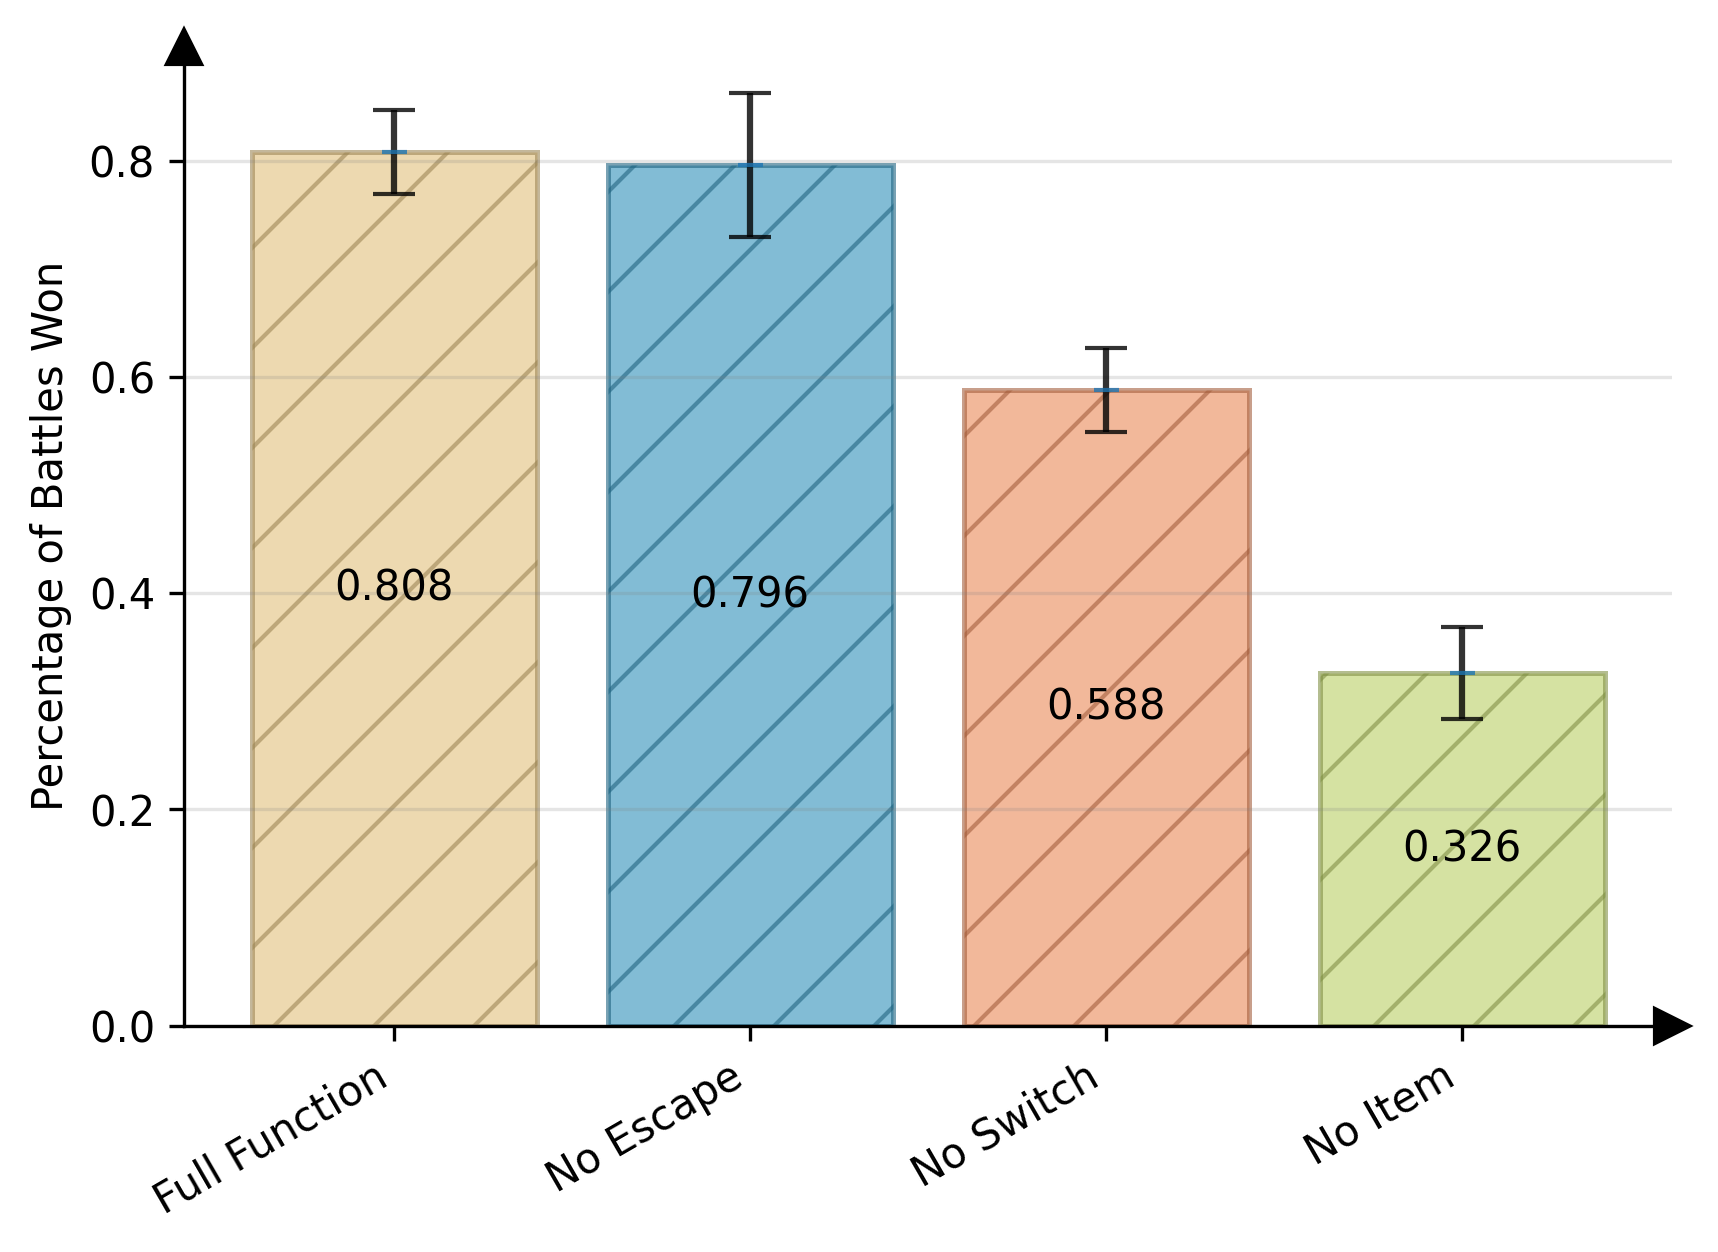 Percentage of Battles Won
0.8
0.6
0.4
0.2
0.0
0.808
0.796
0.588
0.326
Full Function
No Escape
No Switch
No Item